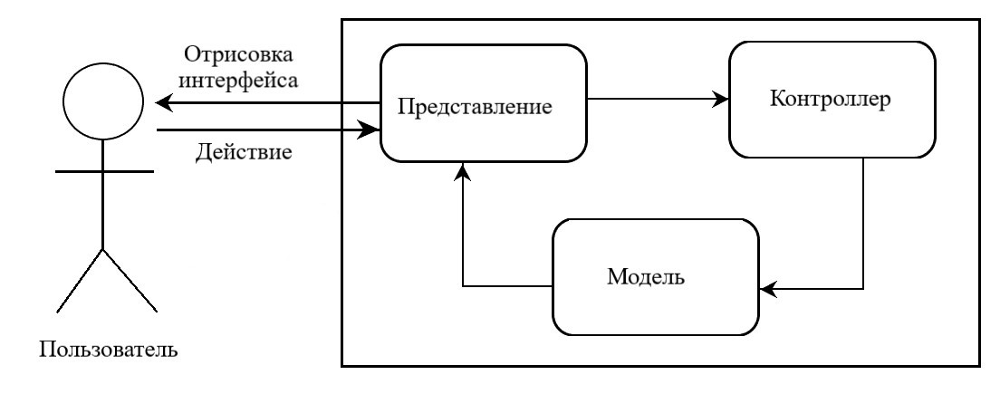 Отрисовка
интерфейса
Представление
Контроллер
Действие
Модель
Пользователь